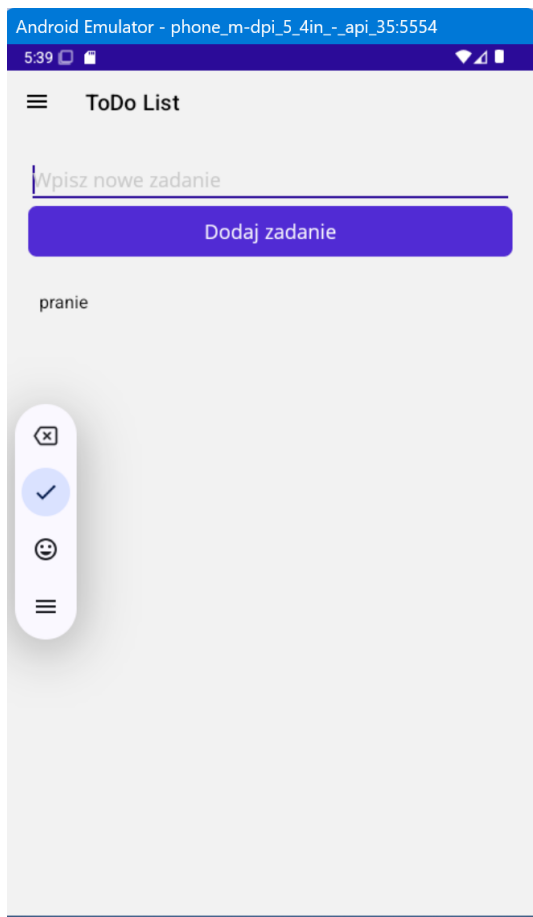 Android Emulator - phone_m-dpi_5_4in_-_api_35:5554
5:39
ToDo List
Wpisz nowe zadanie
Dodaj zadanie
pranie